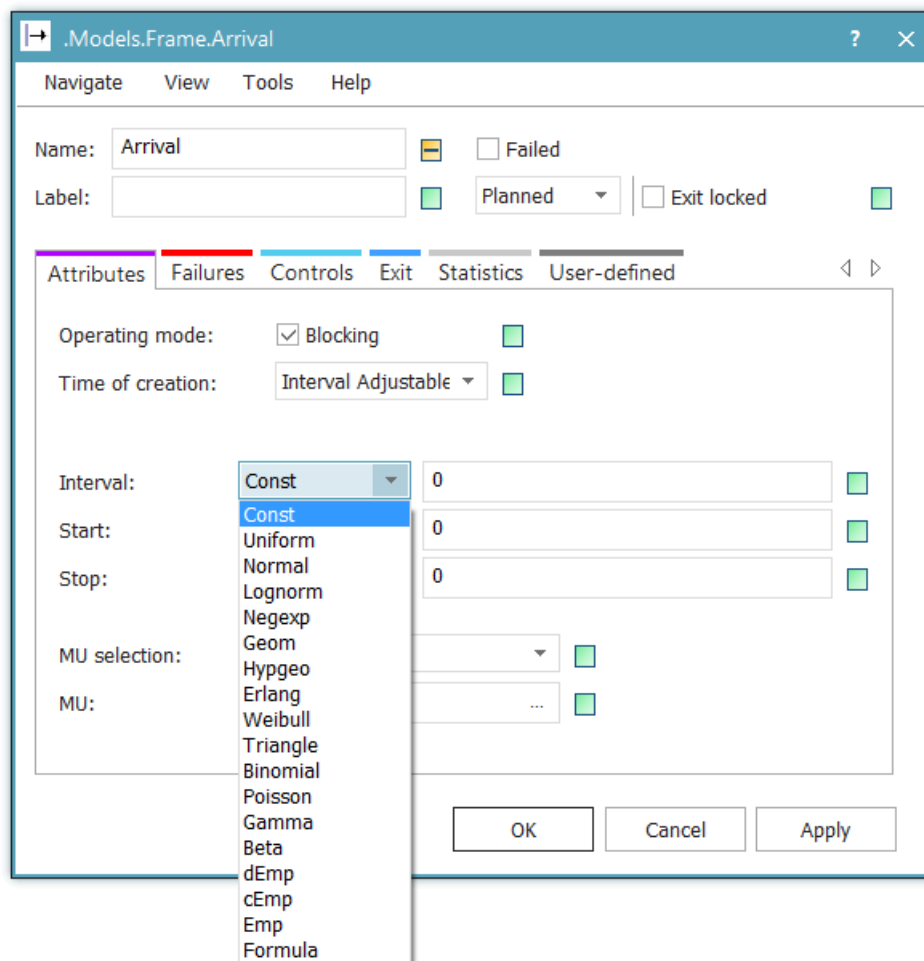 .Models.Frame.Arrival ?
Navigate View Tools Help
Name: Arrival Failed
Label: Planned Exit locked
Attributes Failures Controls Exit Statistics User-defined
Operating mode: Blocking
Time of creation: Interval Adjustable
Interval: Const 0
Const
Start: 0
Uniform
Normal
Stop: 0
Lognorm
Negexp
Geom
MU selection:
Hypgeo
Erlang
MU: ...
Weibull
Triangle
Binomial
Poisson
Gamma
OK Cancel Apply
Beta
dEmp
cEmp
Emp
Formula